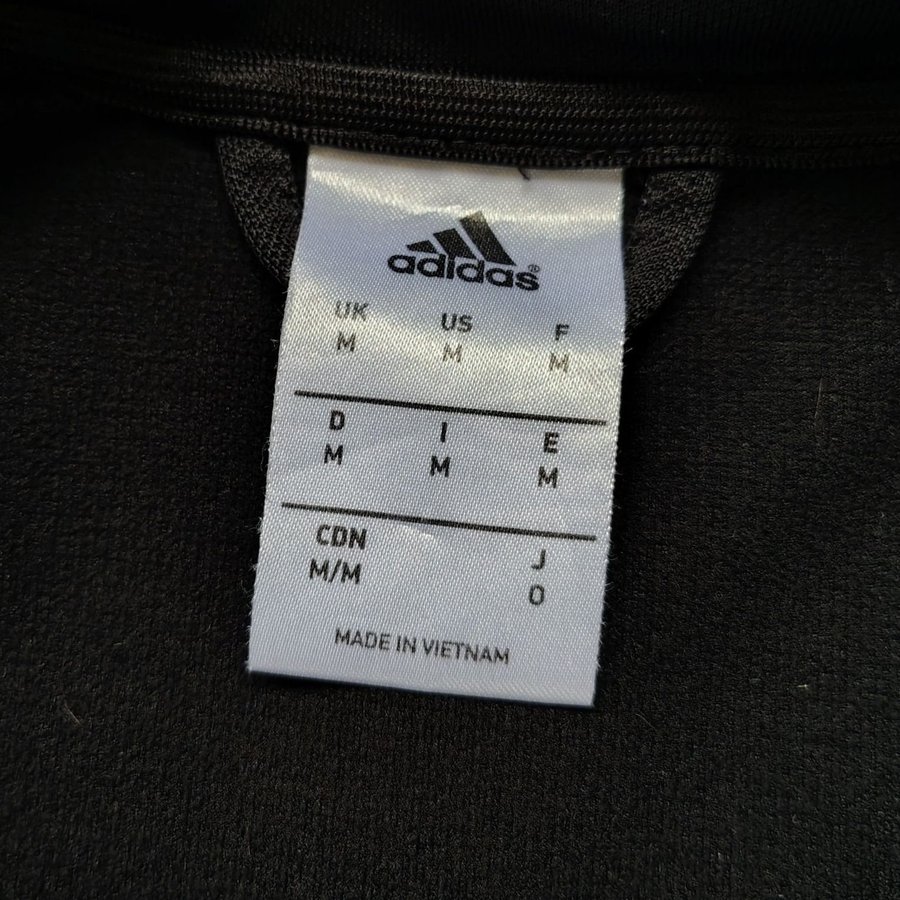 adidas®
UK US F
M M M
D I E
M M M
CDN J
M/M O
MADE IN VIETNAM